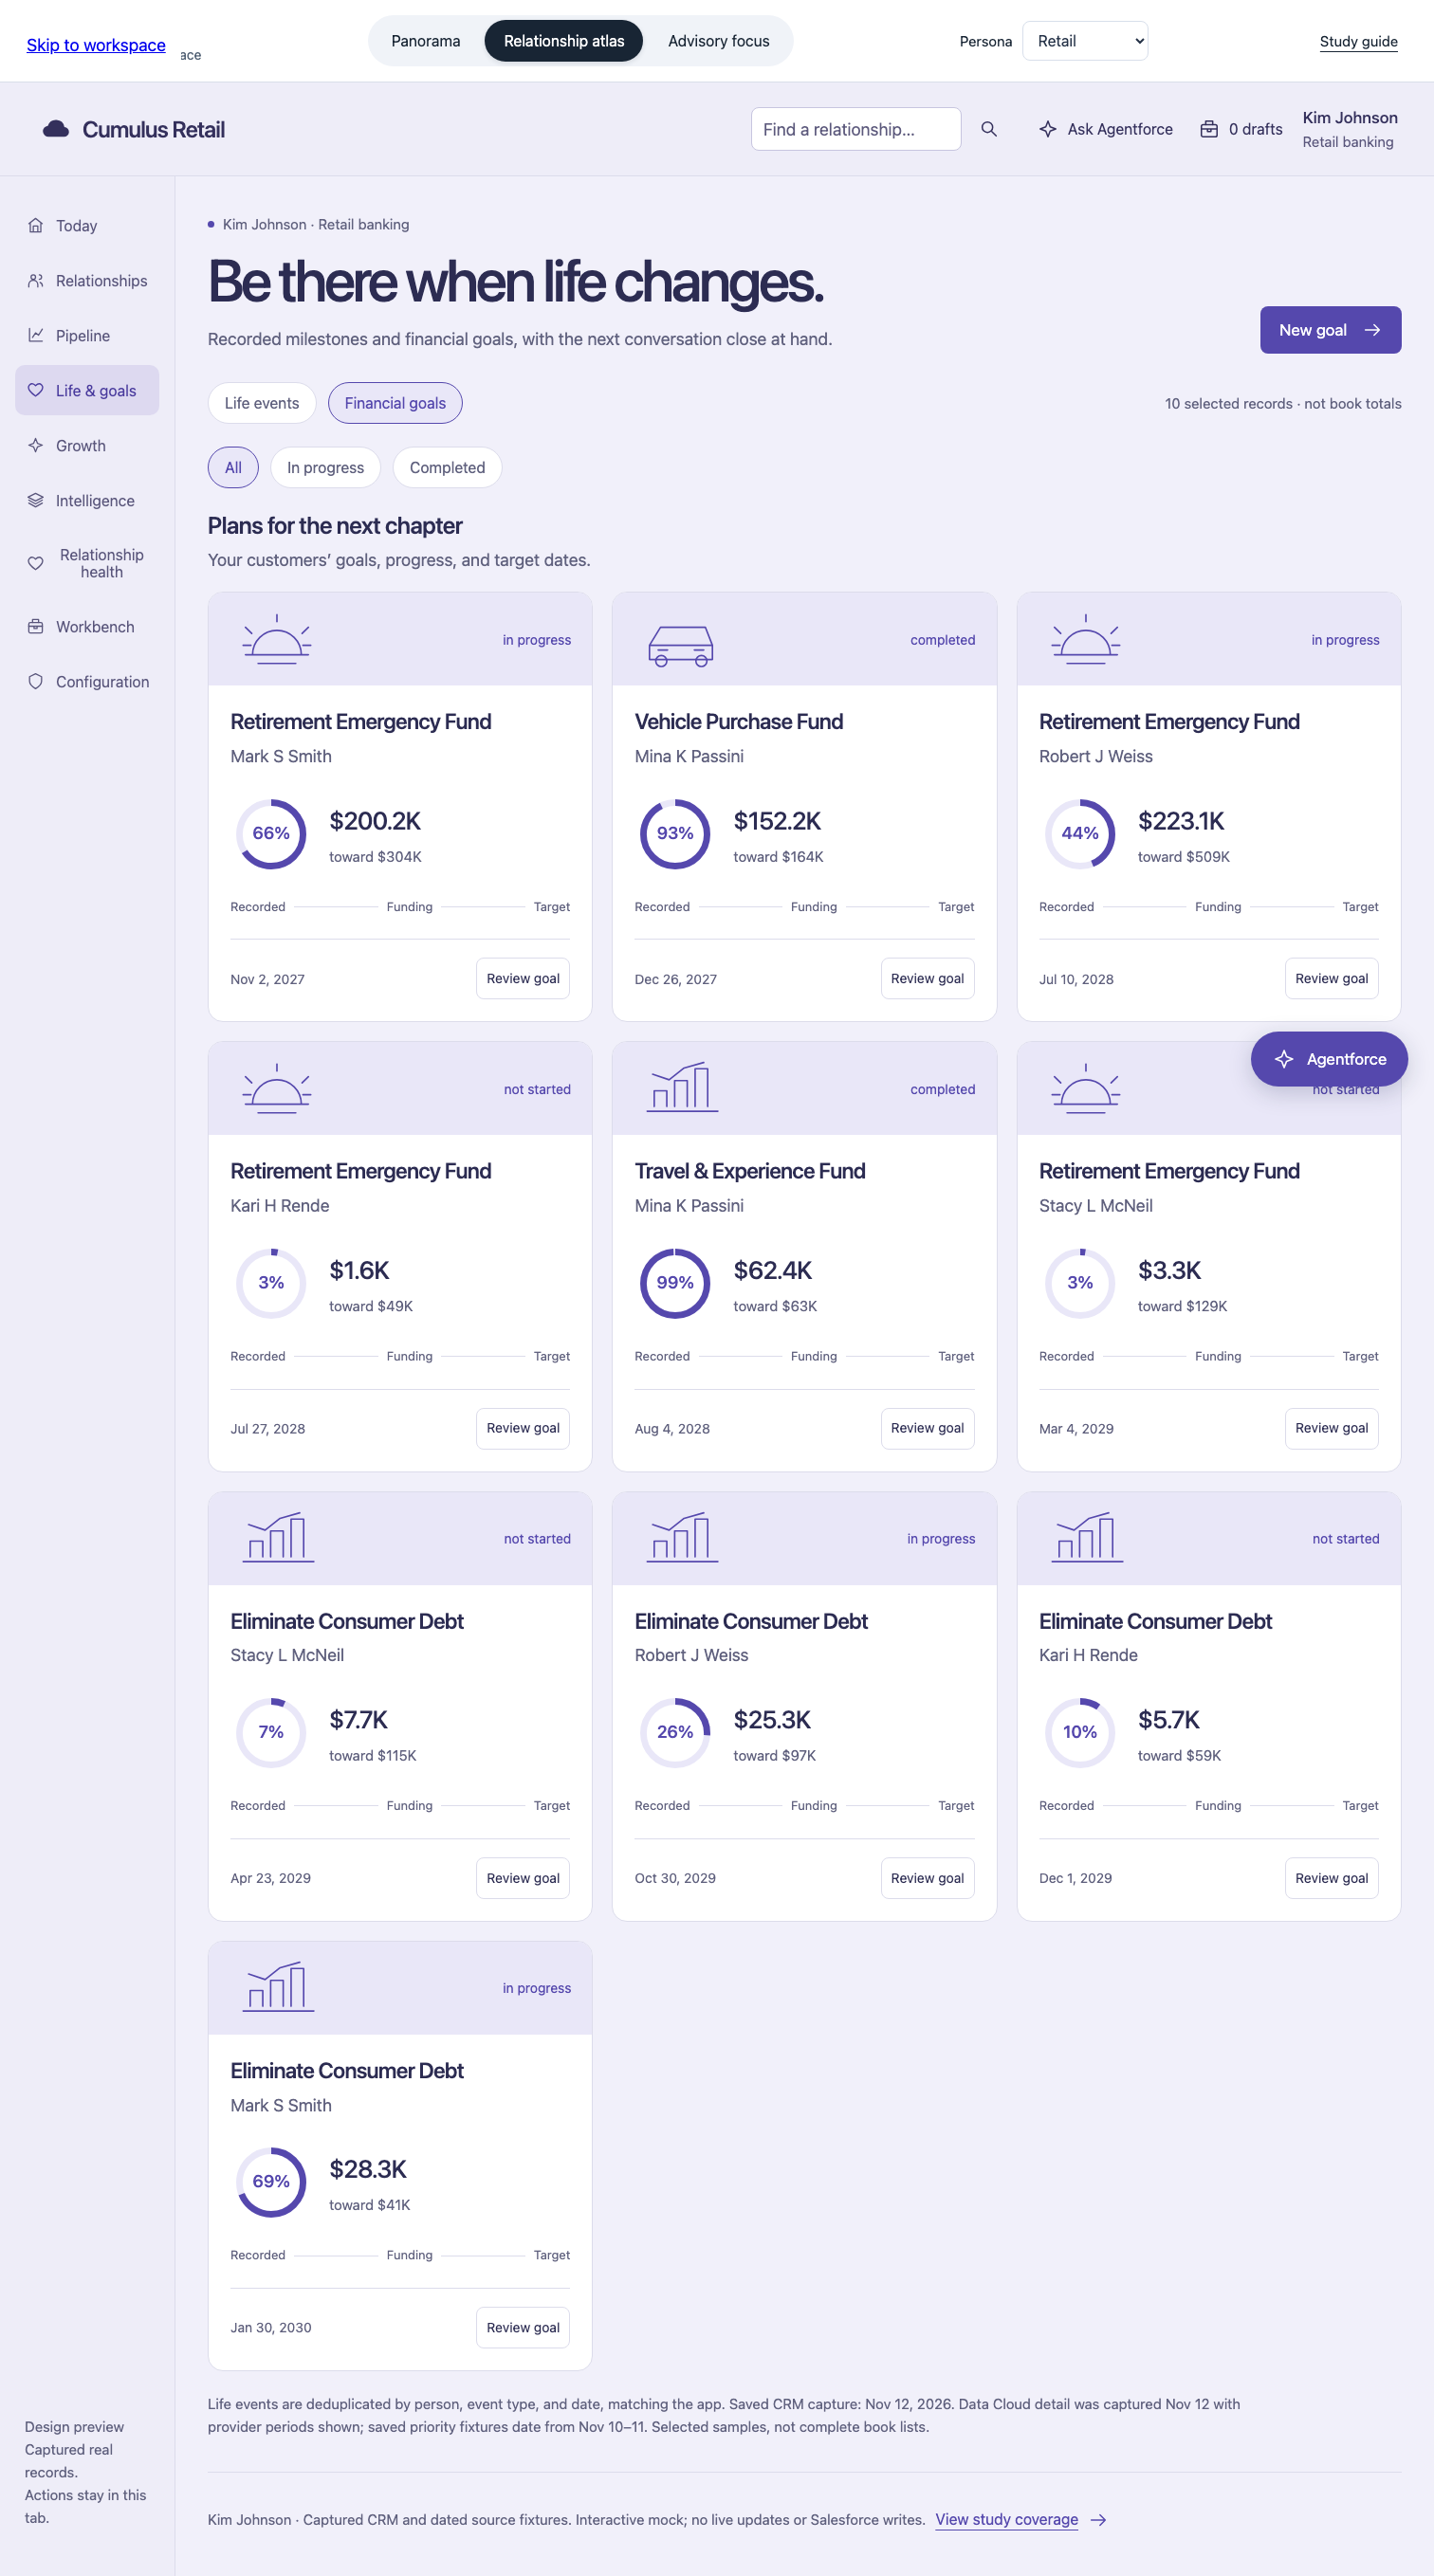 Skip to workspace
ace
Panorama
Relationship atlas
Advisory focus
Persona
Retail
Study guide
Cumulus Retail
Find a relationship...
Ask Agentforce
0 drafts
Kim Johnson
Retail banking
Today
Relationships
Pipeline
Life & goals
Growth
Intelligence
Relationship
health
Workbench
Configuration
Kim Johnson · Retail banking
Be there when life changes.
Recorded milestones and financial goals, with the next conversation close at hand.
New goal
Life events
Financial goals
10 selected records · not book totals
All
In progress
Completed
Plans for the next chapter
Your customers’ goals, progress, and target dates.
in progress
Retirement Emergency Fund
Mark S Smith
66%
$200.2K
toward $304K
Recorded
Funding
Target
Nov 2, 2027
Review goal
completed
Vehicle Purchase Fund
Mina K Passini
93%
$152.2K
toward $164K
Recorded
Funding
Target
Dec 26, 2027
Review goal
in progress
Retirement Emergency Fund
Robert J Weiss
44%
$223.1K
toward $509K
Recorded
Funding
Target
Jul 10, 2028
Review goal
Agentforce
not started
Retirement Emergency Fund
Kari H Rende
3%
$1.6K
toward $49K
Recorded
Funding
Target
Jul 27, 2028
Review goal
completed
Travel & Experience Fund
Mina K Passini
99%
$62.4K
toward $63K
Recorded
Funding
Target
Aug 4, 2028
Review goal
not started
Retirement Emergency Fund
Stacy L McNeil
3%
$3.3K
toward $129K
Recorded
Funding
Target
Mar 4, 2029
Review goal
not started
Eliminate Consumer Debt
Stacy L McNeil
7%
$7.7K
toward $115K
Recorded
Funding
Target
Apr 23, 2029
Review goal
in progress
Eliminate Consumer Debt
Robert J Weiss
26%
$25.3K
toward $97K
Recorded
Funding
Target
Oct 30, 2029
Review goal
not started
Eliminate Consumer Debt
Kari H Rende
10%
$5.7K
toward $59K
Recorded
Funding
Target
Dec 1, 2029
Review goal
in progress
Eliminate Consumer Debt
Mark S Smith
69%
$28.3K
toward $41K
Recorded
Funding
Target
Jan 30, 2030
Review goal
Life events are deduplicated by person, event type, and date, matching the app. Saved CRM capture: Nov 12, 2026. Data Cloud detail was captured Nov 12 with
provider periods shown; saved priority fixtures date from Nov 10–11. Selected samples, not complete book lists.
Design preview
Captured real
records.
Actions stay in this
tab.
Kim Johnson · Captured CRM and dated source fixtures. Interactive mock; no live updates or Salesforce writes.
View study coverage